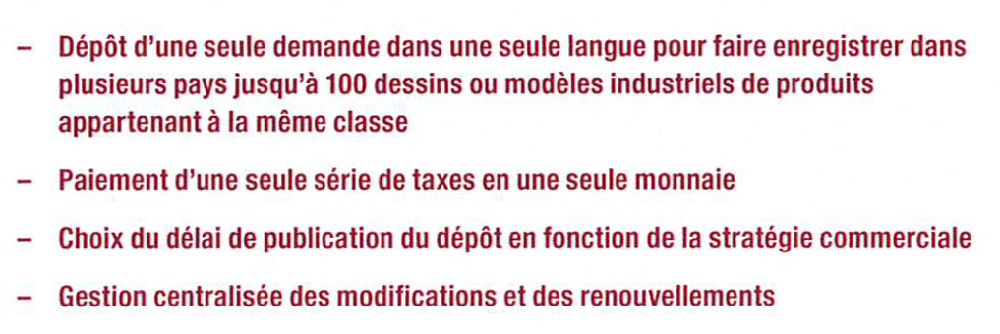 – Dépôt d’une seule demande dans une seule langue pour faire enregistrer dans
plusieurs pays jusqu’à 100 dessins ou modèles industriels de produits
appartenant à la même classe
– Paiement d’une seule série de taxes en une seule monnaie
– Choix du délai de publication du dépôt en fonction de la stratégie commerciale
– Gestion centralisée des modifications et des renouvellements